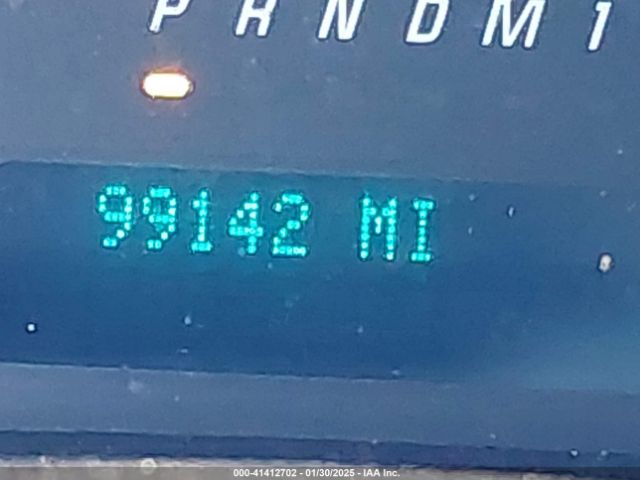 P R N D M 1
99142 MI
000-41412702 - 01/30/2025 - IAA Inc.